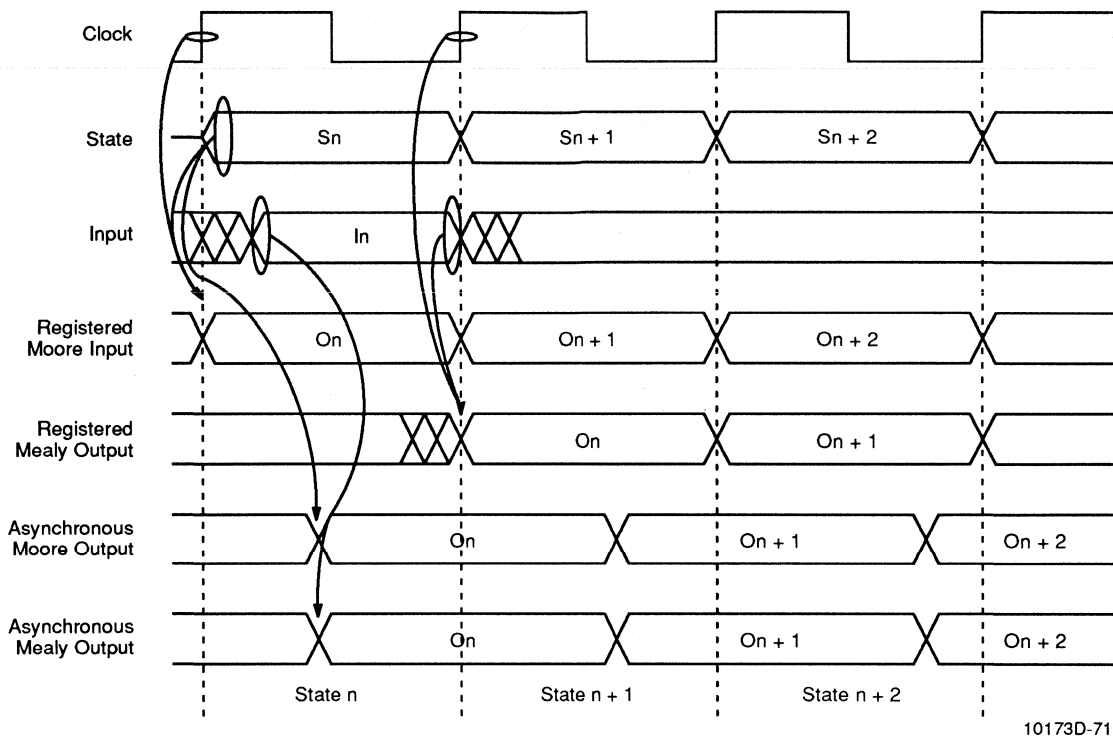 Clock
State
Sn
Sn + 1
Sn + 2
Input
In
Registered
Moore Input
On
On + 1
On + 2
Registered
Mealy Output
On
On + 1
Asynchronous
Moore Output
On
On + 1
On + 2
Asynchronous
Mealy Output
On
On + 1
On + 2
State n
State n + 1
State n + 2
10173D-71